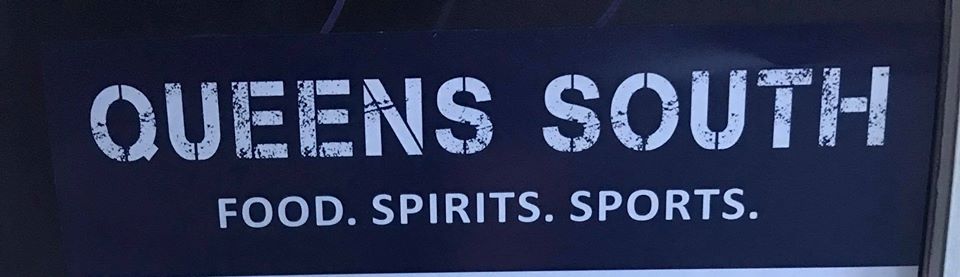 QUEENS SOUTH
FOOD. SPIRITS. SPORTS.